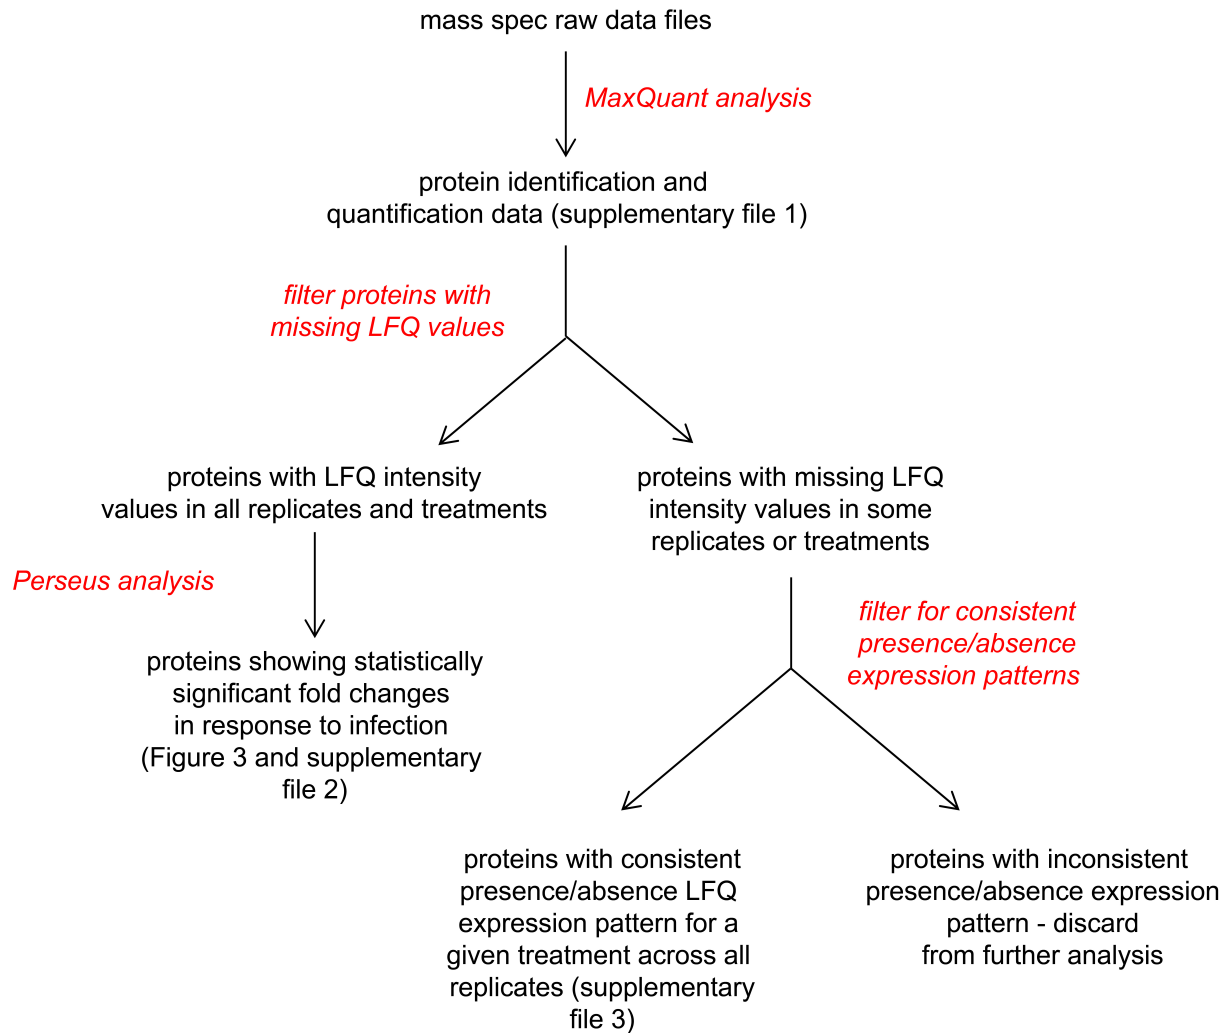 mass spec raw data files
MaxQuant analysis
protein identification and
quantification data (supplementary file 1)
filter proteins with
missing LFQ values
proteins with LFQ intensity
values in all replicates and treatments
proteins with missing LFQ
intensity values in some
replicates or treatments
Perseus analysis
filter for consistent
presence/absence
expression patterns
proteins showing statistically
significant fold changes
in response to infection
(Figure 3 and supplementary
file 2)
proteins with consistent
presence/absence LFQ
expression pattern for a
given treatment across all
replicates (supplementary
file 3)
proteins with inconsistent
presence/absence expression
pattern - discard
from further analysis